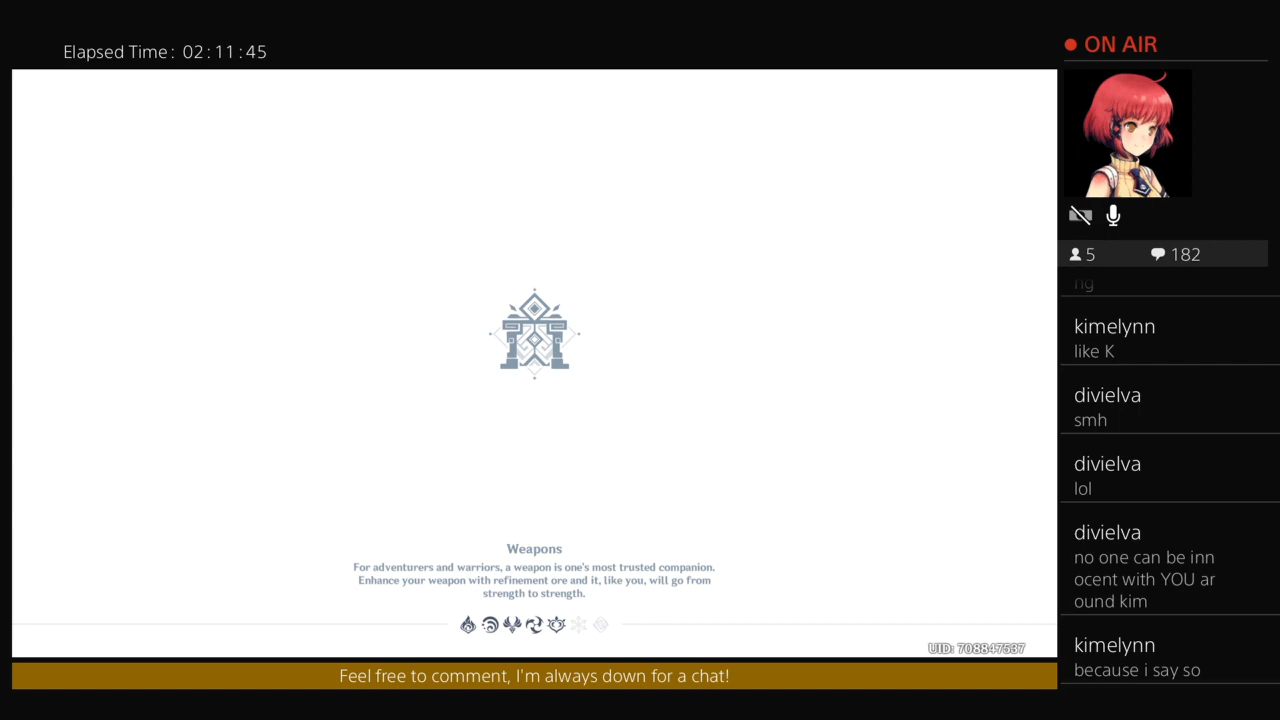 Elapsed Time: 02:11:45
ON AIR
5
182
ng
kimelynn
like K
divielva
smh
divielva
lol
divielva
no one can be inn
ocent with YOU ar
ound kim
kimelynn
because i say so
Weapons
For adventurers and warriors, a weapon is one's most trusted companion.
Enhance your weapon with refinement ore and it, like you, will go from
strength to strength.
UID: 708847537
Feel free to comment, I'm always down for a chat!